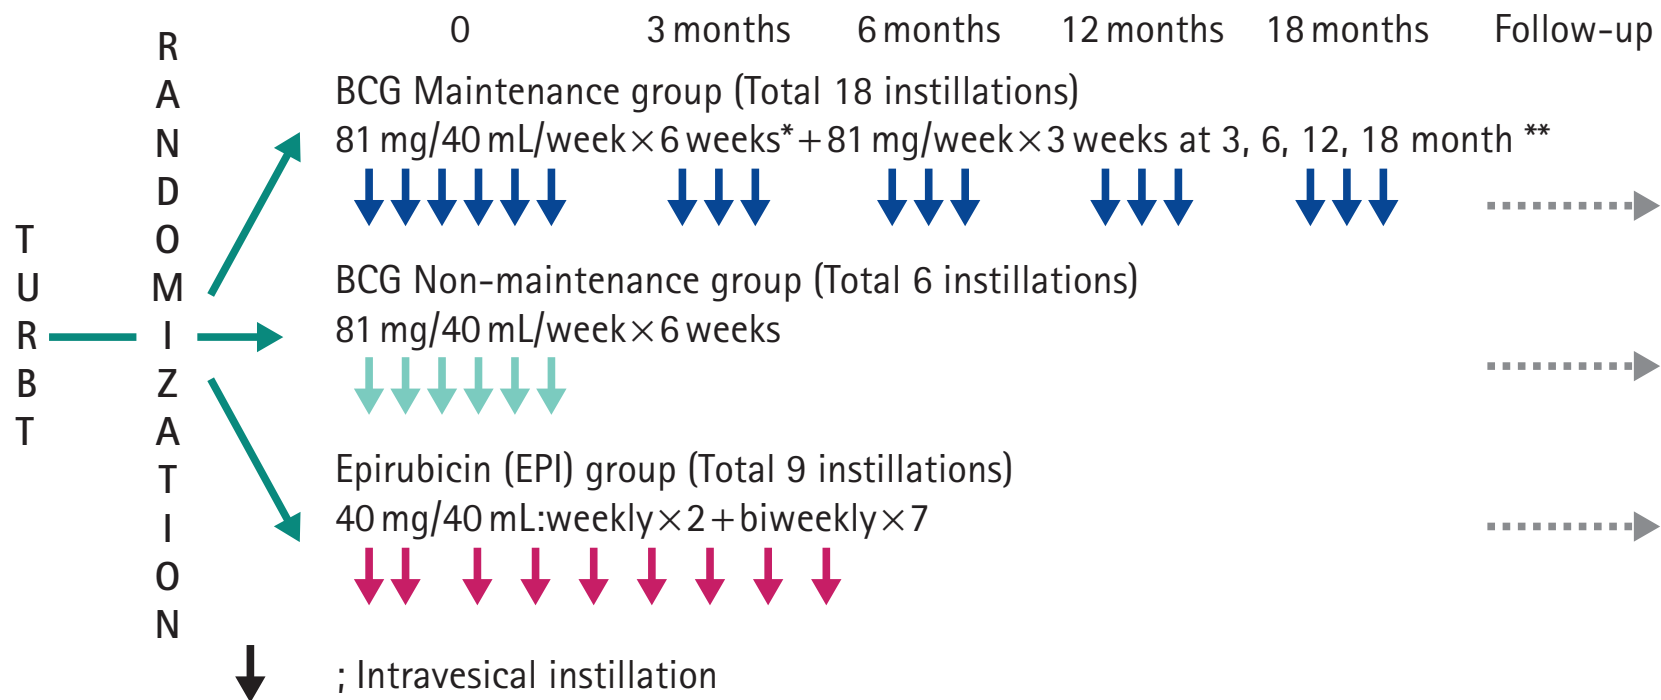 TURBT
RANDOMIZATION
0 3 months 6 months 12 months 18 months Follow-up
BCG Maintenance group (Total 18 instillations)
81 mg/40 mL/week×6 weeks*+81 mg/week×3 weeks at 3, 6, 12, 18 month **
BCG Non-maintenance group (Total 6 instillations)
81 mg/40 mL/week×6 weeks
Epirubicin (EPI) group (Total 9 instillations)
40 mg/40 mL:weekly×2+biweekly×7
; Intravesical instillation